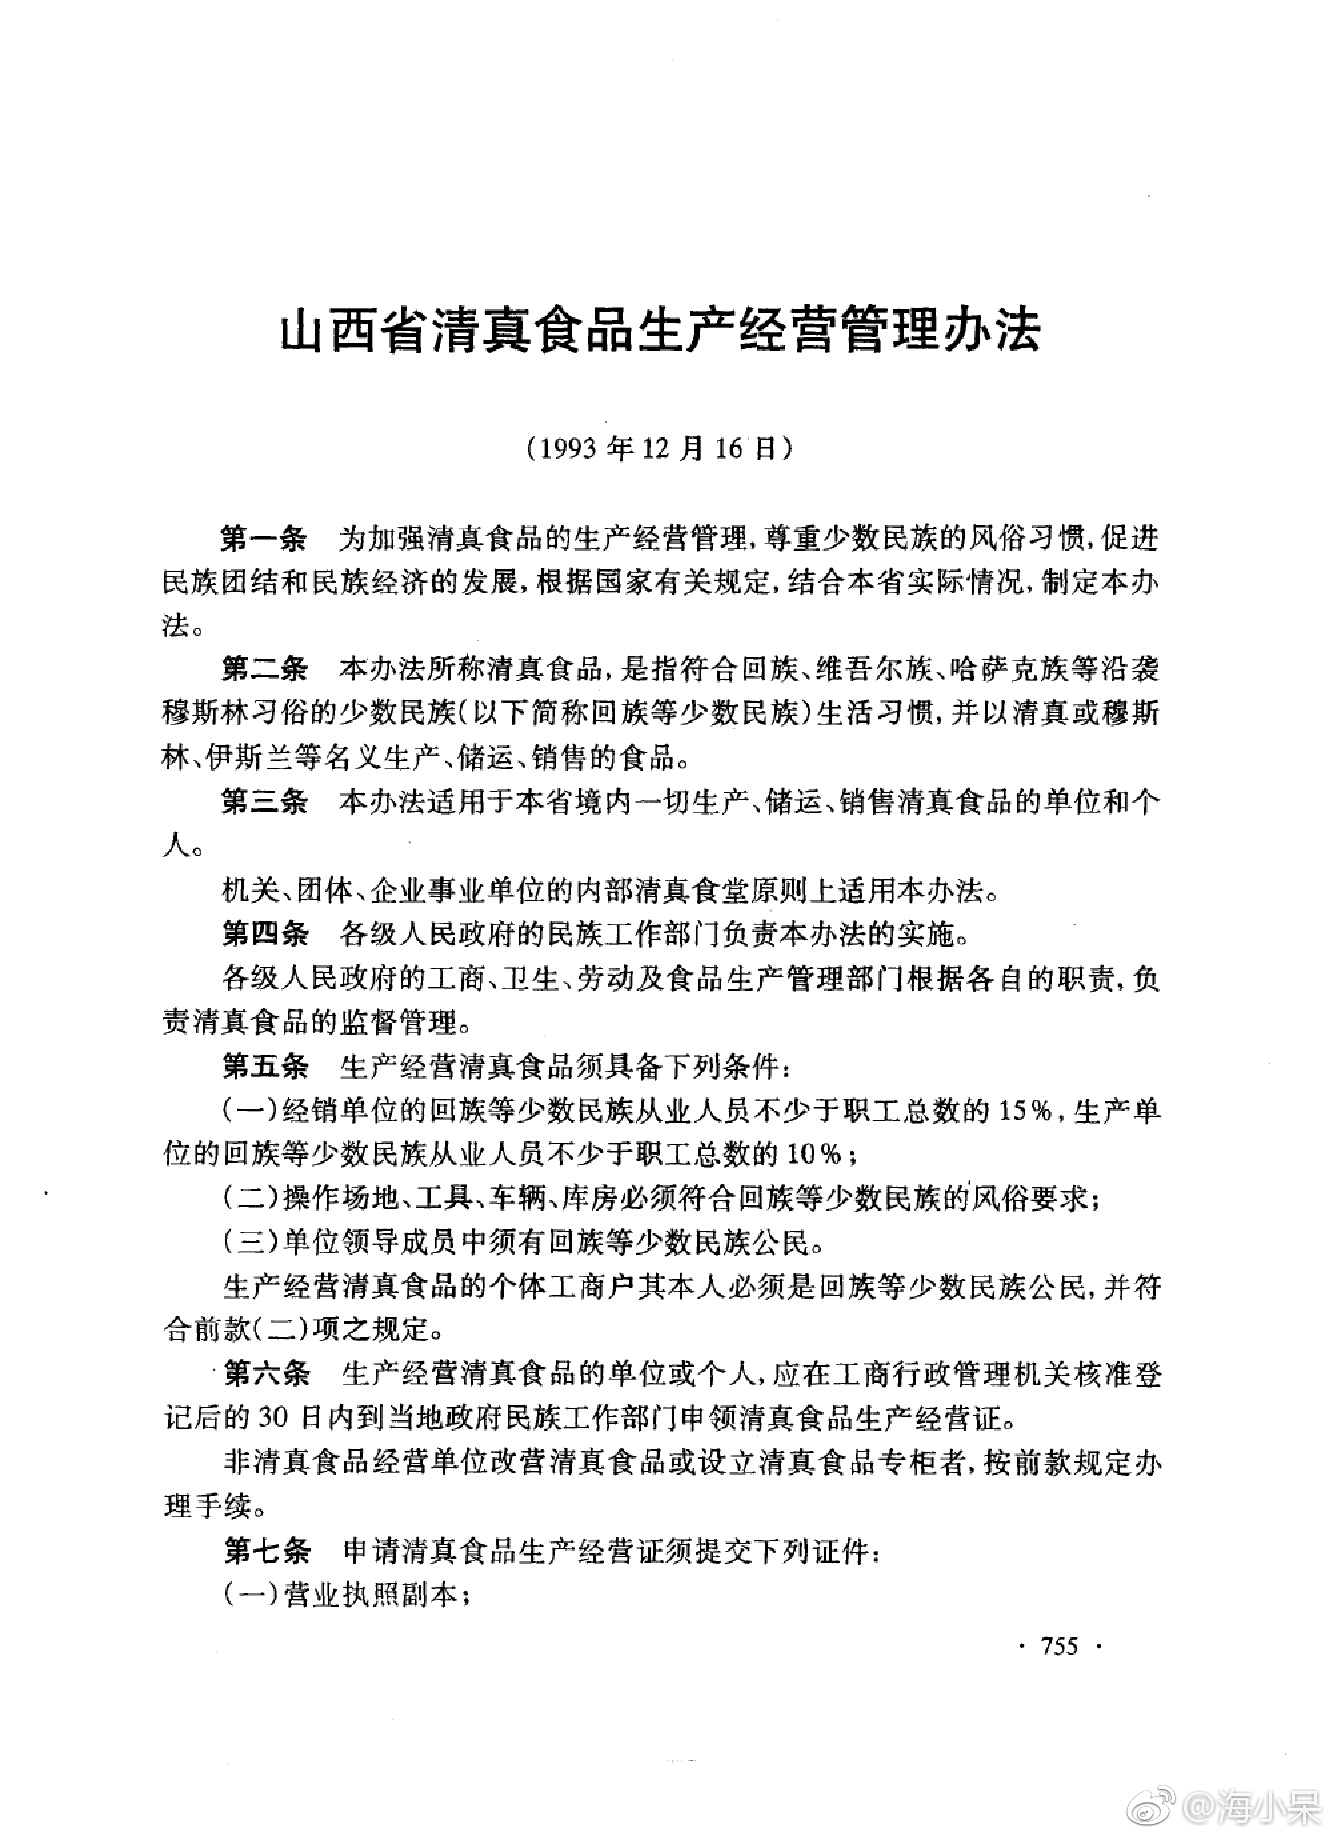 山西省清真食品生产经营管理办法
(1993 年 12 月 16 日)
第一条 为加强清真食品的生产经营管理,尊重少数民族的风俗习惯,促进
民族团结和民族经济的发展,根据国家有关规定,结合本省实际情况,制定本办
法。
第二条 本办法所称清真食品,是指符合回族、维吾尔族、哈萨克族等沿袭
穆斯林习俗的少数民族(以下简称回族等少数民族)生活习惯,并以清真或穆斯
林、伊斯兰等名义生产、储运、销售的食品。
第三条 本办法适用于本省境内一切生产、储运、销售清真食品的单位和个
人。
机关、团体、企业事业单位的内部清真食堂原则上适用本办法。
第四条 各级人民政府的民族工作部门负责本办法的实施。
各级人民政府的工商、卫生、劳动及食品生产管理部门根据各自的职责,负
责清真食品的监督管理。
第五条 生产经营清真食品须具备下列条件:
(一)经销单位的回族等少数民族从业人员不少于职工总数的 15%,生产单
位的回族等少数民族从业人员不少于职工总数的 10%;
(二)操作场地、工具、车辆、库房必须符合回族等少数民族的风俗要求;
(三)单位领导成员中须有回族等少数民族公民。
生产经营清真食品的个体工商户其本人必须是回族等少数民族公民,并符
合前款(二)项之规定。
第六条 生产经营清真食品的单位或个人,应在工商行政管理机关核准登
记后的 30 日内到当地政府民族工作部门申领清真食品生产经营证。
非清真食品经营单位改营清真食品或设立清真食品专柜者,按前款规定办
理手续。
第七条 申请清真食品生产经营证须提交下列证件:
(一)营业执照副本;
· 755 ·
@海小呆